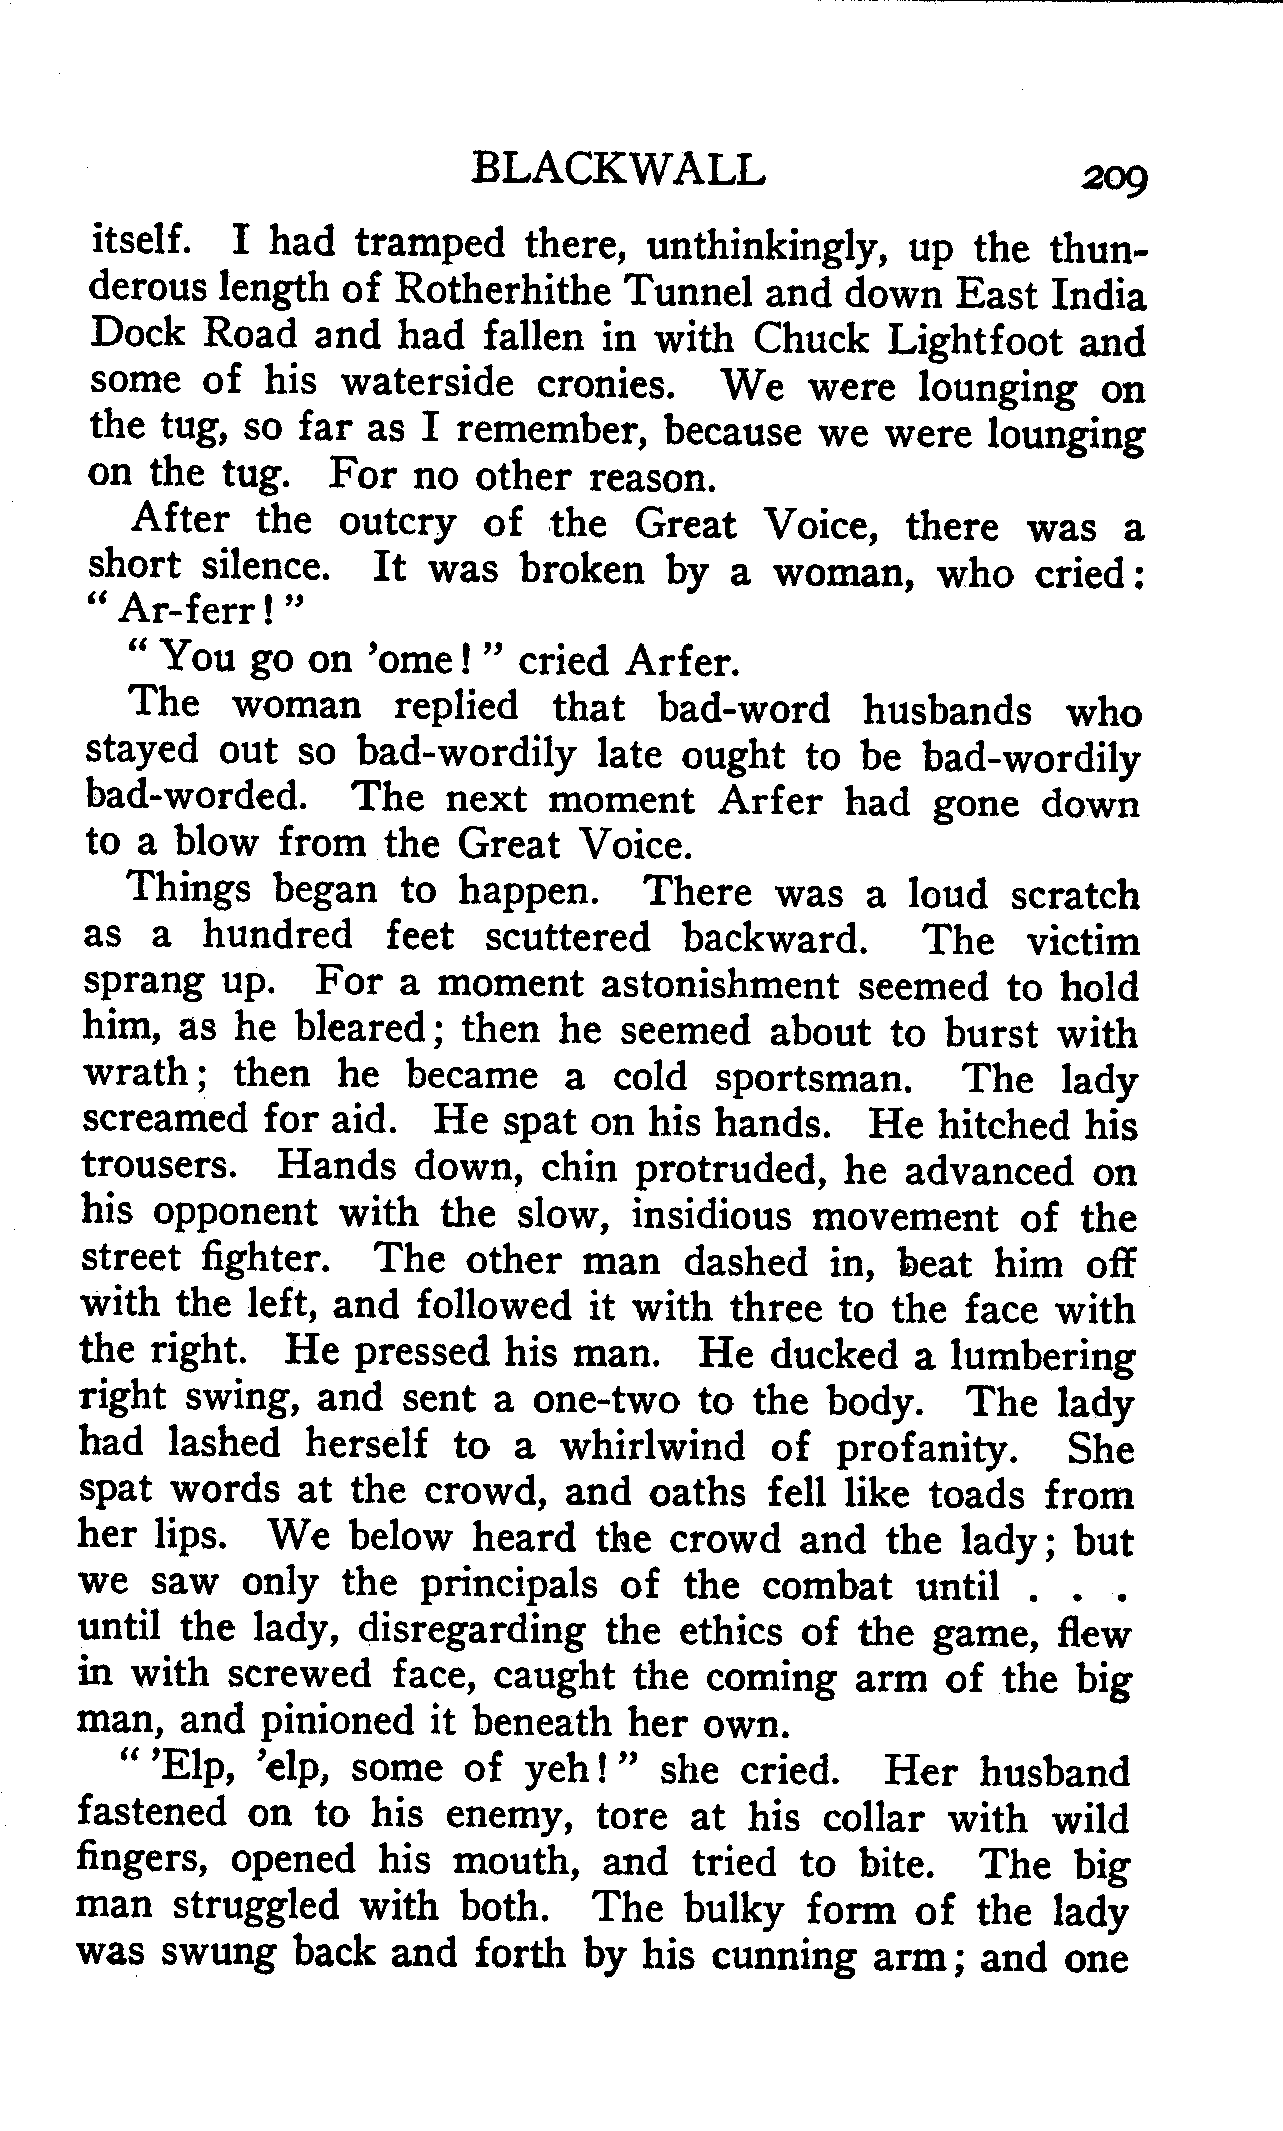 BLACKWALL 209
itself. I had tramped there, unthinkingly, up the thun-
derous length of Rotherhithe Tunnel and down East India
Dock Road and had fallen in with Chuck Lightfoot and
some of his waterside cronies. We were lounging on
the tug, so far as I remember, because we were lounging
on the tug. For no other reason.
After the outcry of the Great Voice, there was a
short silence. It was broken by a woman, who cried:
“ Ar-ferr ! ”
“ You go on ’ome ! ” cried Arfer.
The woman replied that bad-word husbands who
stayed out so bad-wordily late ought to be bad-wordily
bad-worded. The next moment Arfer had gone down
to a blow from the Great Voice.
Things began to happen. There was a loud scratch
as a hundred feet scuttered backward. The victim
sprang up. For a moment astonishment seemed to hold
him, as he bleared ; then he seemed about to burst with
wrath ; then he became a cold sportsman. The lady
screamed for aid. He spat on his hands. He hitched his
trousers. Hands down, chin protruded, he advanced on
his opponent with the slow, insidious movement of the
street fighter. The other man dashed in, beat him off
with the left, and followed it with three to the face with
the right. He pressed his man. He ducked a lumbering
right swing, and sent a one-two to the body. The lady
had lashed herself to a whirlwind of profanity. She
spat words at the crowd, and oaths fell like toads from
her lips. We below heard the crowd and the lady ; but
we saw only the principals of the combat until . . .
until the lady, disregarding the ethics of the game, flew
in with screwed face, caught the coming arm of the big
man, and pinioned it beneath her own.
“ ’Elp, ’elp, some of yeh ! ” she cried. Her husband
fastened on to his enemy, tore at his collar with wild
fingers, opened his mouth, and tried to bite. The big
man struggled with both. The bulky form of the lady
was swung back and forth by his cunning arm ; and one